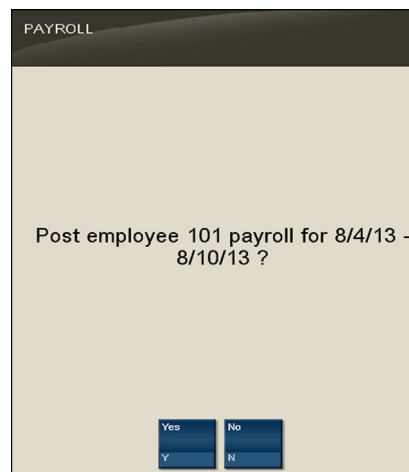 PAYROLL
Post employee 101 payroll for 8/4/13 -
8/10/13 ?
Yes No
Y N